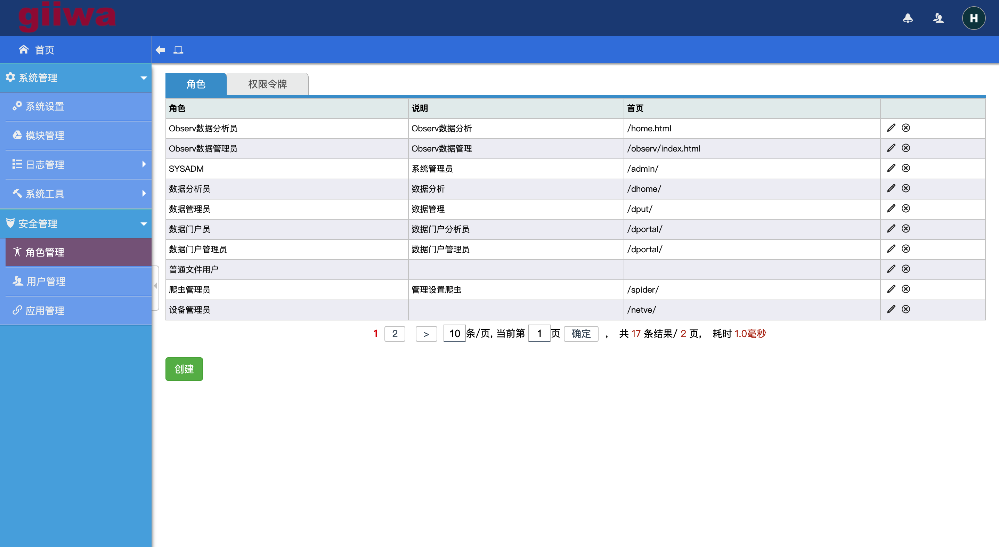 giiwa
H
首页
系统管理
系统设置
模块管理
日志管理
系统工具
安全管理
角色管理
用户管理
应用管理
角色 权限令牌
角色 说明 首页
Observ数据分析员 Observ数据分析 /home.html
Observ数据管理员 Observ数据管理 /observ/index.html
SYSADM 系统管理员 /admin/
数据分析员 数据分析 /dhome/
数据管理员 数据管理 /dput/
数据门户员 数据门户分析员 /dportal/
数据门户管理员 数据门户管理员 /dportal/
普通文件用户
爬虫管理员 管理设置爬虫 /spider/
设备管理员 /netve/
1 2 > 10 条/页, 当前第 1 页 确定 ， 共 17 条结果/ 2 页, 耗时 1.0毫秒
创建